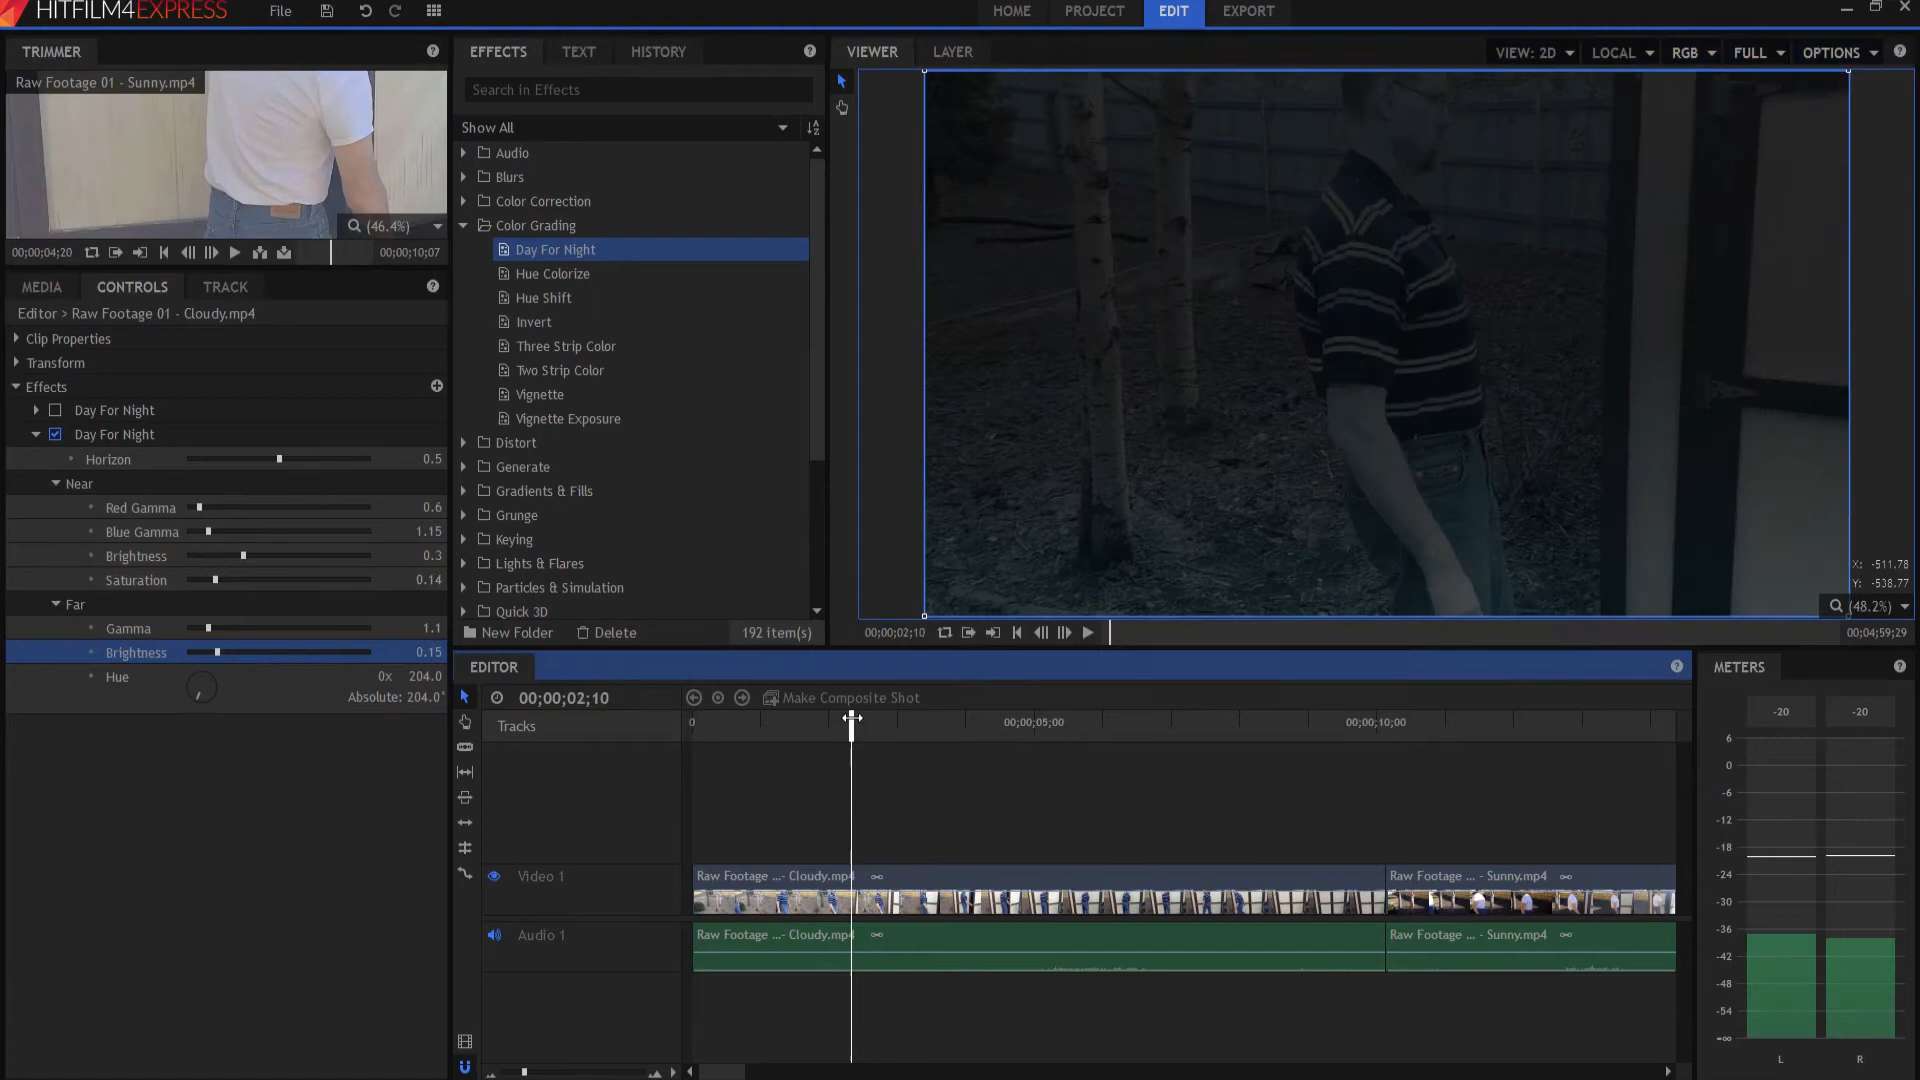 HITFILM4EXPRESS
File
HOME
PROJECT
EDIT
EXPORT
TRIMMER
Raw Footage 01 - Sunny.mp4
(46.4%)
00;00;04;20
00;00;10;07
MEDIA
CONTROLS
TRACK
Editor > Raw Footage 01 - Cloudy.mp4
Clip Properties
Transform
Effects
Day For Night
Day For Night
Horizon 0.5
Near
Red Gamma 0.6
Blue Gamma 1.15
Brightness 0.3
Saturation 0.14
Far
Gamma 1.1
Brightness 0.15
Hue 0x 204.0
Absolute: 204.0°
EFFECTS
TEXT
HISTORY
Search in Effects
Show All
Audio
Blurs
Color Correction
Color Grading
Day For Night
Hue Colorize
Hue Shift
Invert
Three Strip Color
Two Strip Color
Vignette
Vignette Exposure
Distort
Generate
Gradients & Fills
Grunge
Keying
Lights & Flares
Particles & Simulation
Quick 3D
New Folder
Delete
192 item(s)
VIEWER
LAYER
VIEW: 2D
LOCAL
RGB
FULL
OPTIONS
X: -511.78
Y: -538.77
(48.2%)
00;00;02;10
00;04;59;29
EDITOR
00;00;02;10
Make Composite Shot
Tracks
0
00;00;05;00
00;00;10;00
Video 1
Raw Footage ...- Cloudy.mp4
Raw Footage ... - Sunny.mp4
Audio 1
Raw Footage ...- Cloudy.mp4
Raw Footage ... - Sunny.mp4
METERS
-20
-20
6
0
-6
-12
-18
-24
-30
-36
-42
-48
-54
-∞
L
R